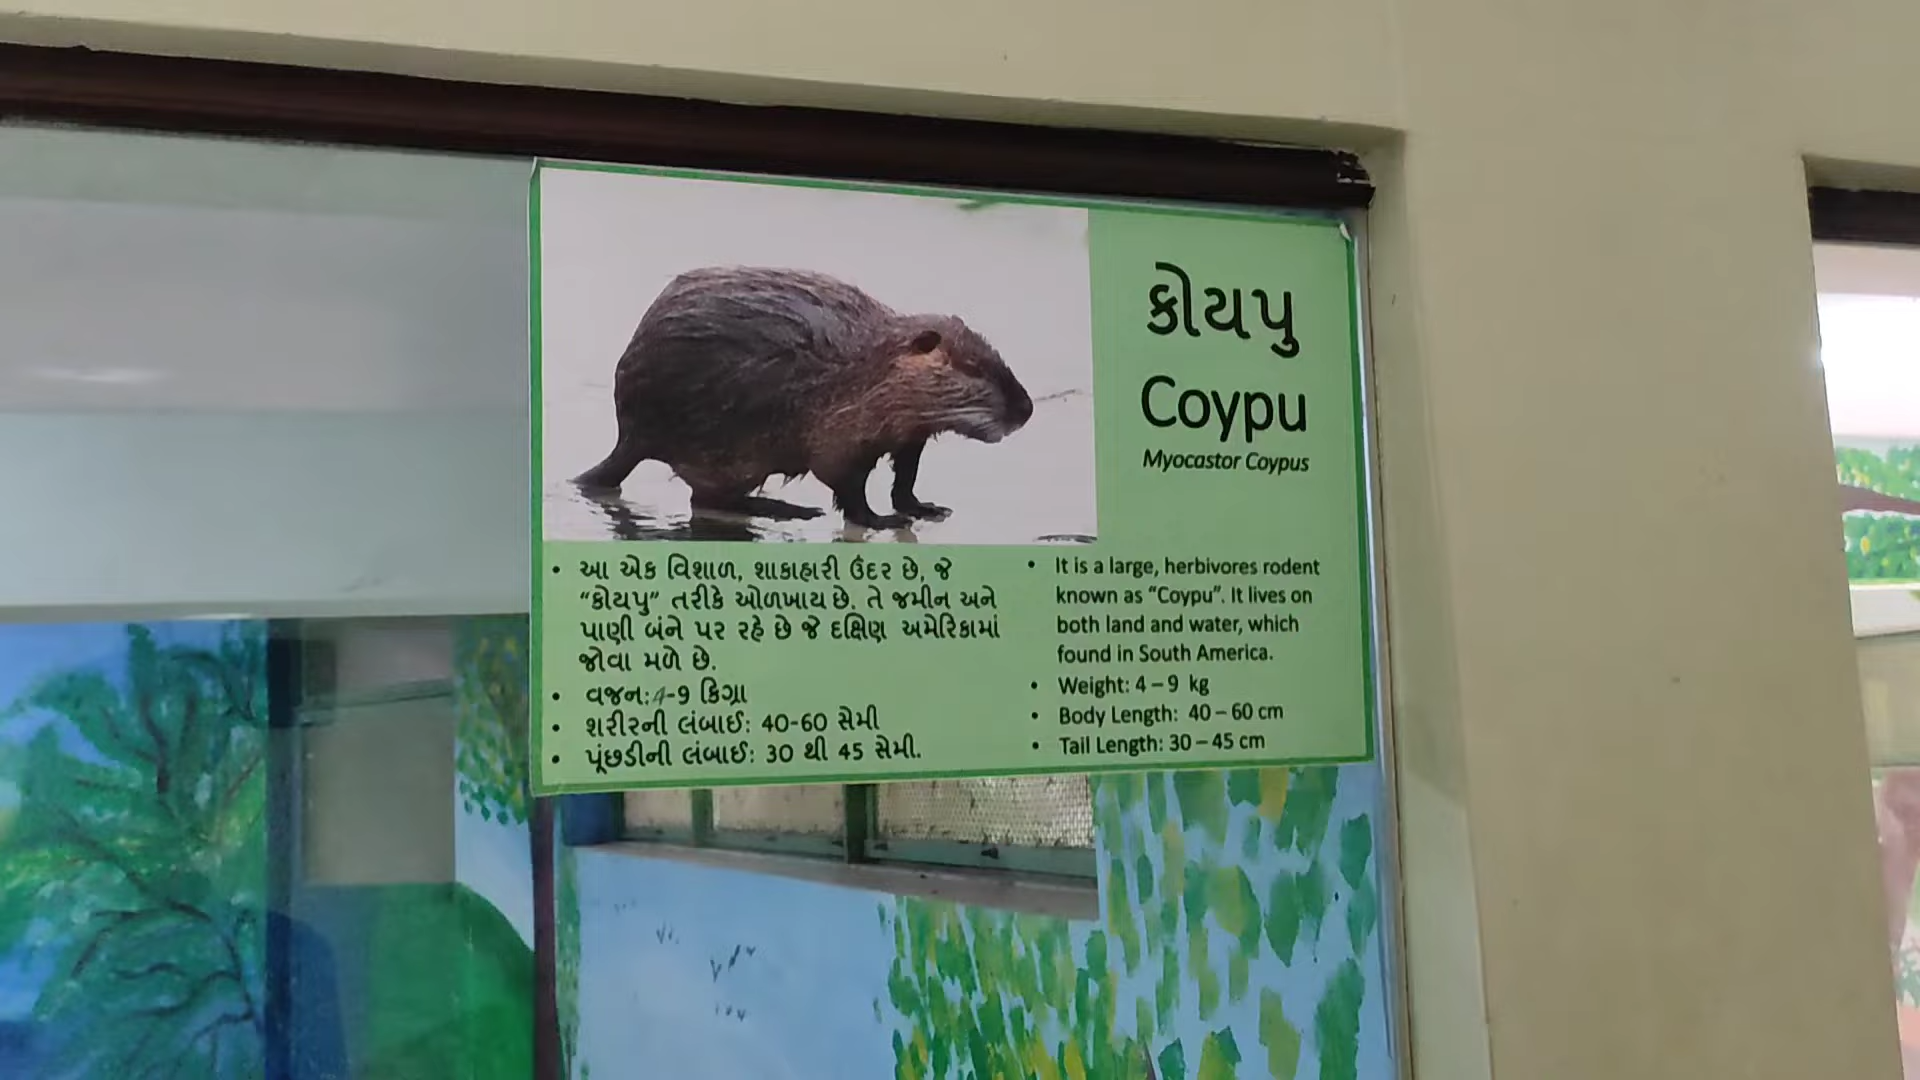 કોયપુ
Coypu
Myocastor Coypus
• આ એક વિશાળ, શાકાહારી ઉંદર છે, જે
“કોયપુ” તરીકે ઓળખાય છે. તે જમીન અને
પાણી બંને પર રહે છે જે દક્ષિણ અમેરિકામાં
જોવા મળે છે.
• વજન: 4-9 કિગ્રા
• શરીરની લંબાઈ: 40-60 સેમી
• પૂંછડીની લંબાઈ: 30 થી 45 સેમી.
• It is a large, herbivores rodent
known as “Coypu”. It lives on
both land and water, which
found in South America.
• Weight: 4 – 9 kg
• Body Length: 40 – 60 cm
• Tail Length: 30 – 45 cm